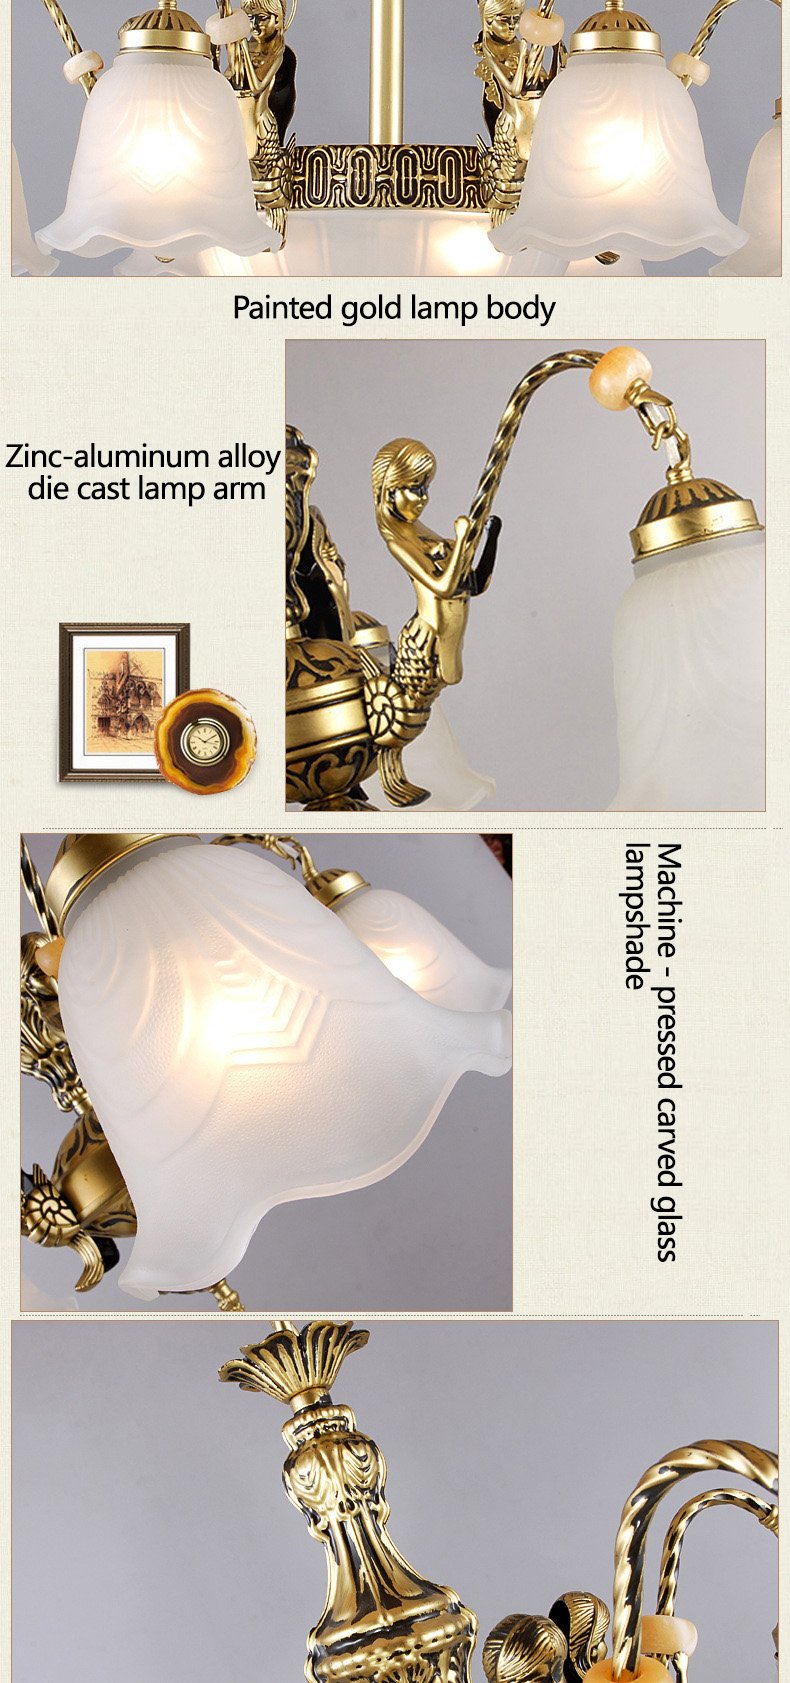 Painted gold lamp body
Zinc-aluminum alloy
die cast lamp arm
Machine - pressed carved glass
lampshade